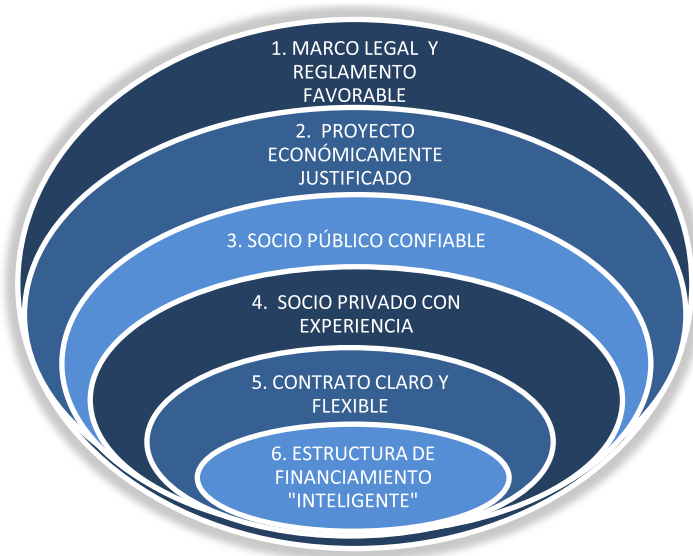 1. MARCO LEGAL Y
REGLAMENTO
FAVORABLE
2. PROYECTO
ECONÓMICAMENTE
JUSTIFICADO
3. SOCIO PÚBLICO CONFIABLE
4. SOCIO PRIVADO CON
EXPERIENCIA
5. CONTRATO CLARO Y
FLEXIBLE
6. ESTRUCTURA DE
FINANCIAMIENTO
"INTELIGENTE"